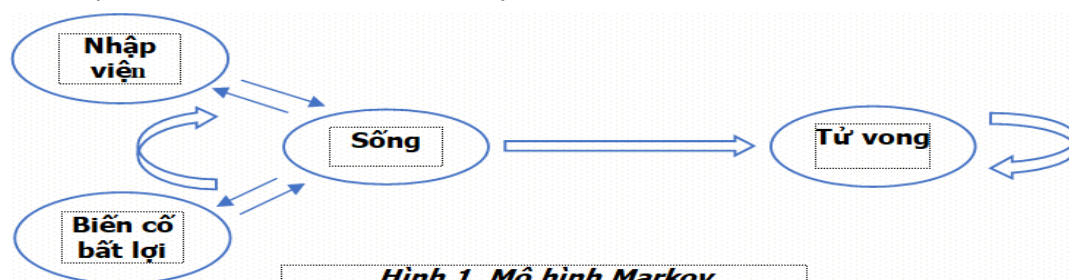 Nhập
viện
Sống
Tử vong
Biến cố
bất lợi
Hình 1. Mô hình Markov